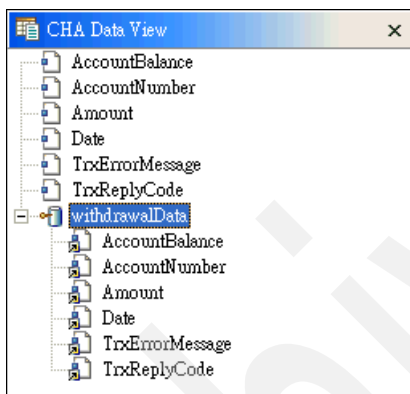 CHA Data View
AccountBalance
AccountNumber
Amount
Date
TrxErrorMessage
TrxReplyCode
withdrawalData
AccountBalance
AccountNumber
Amount
Date
TrxErrorMessage
TrxReplyCode